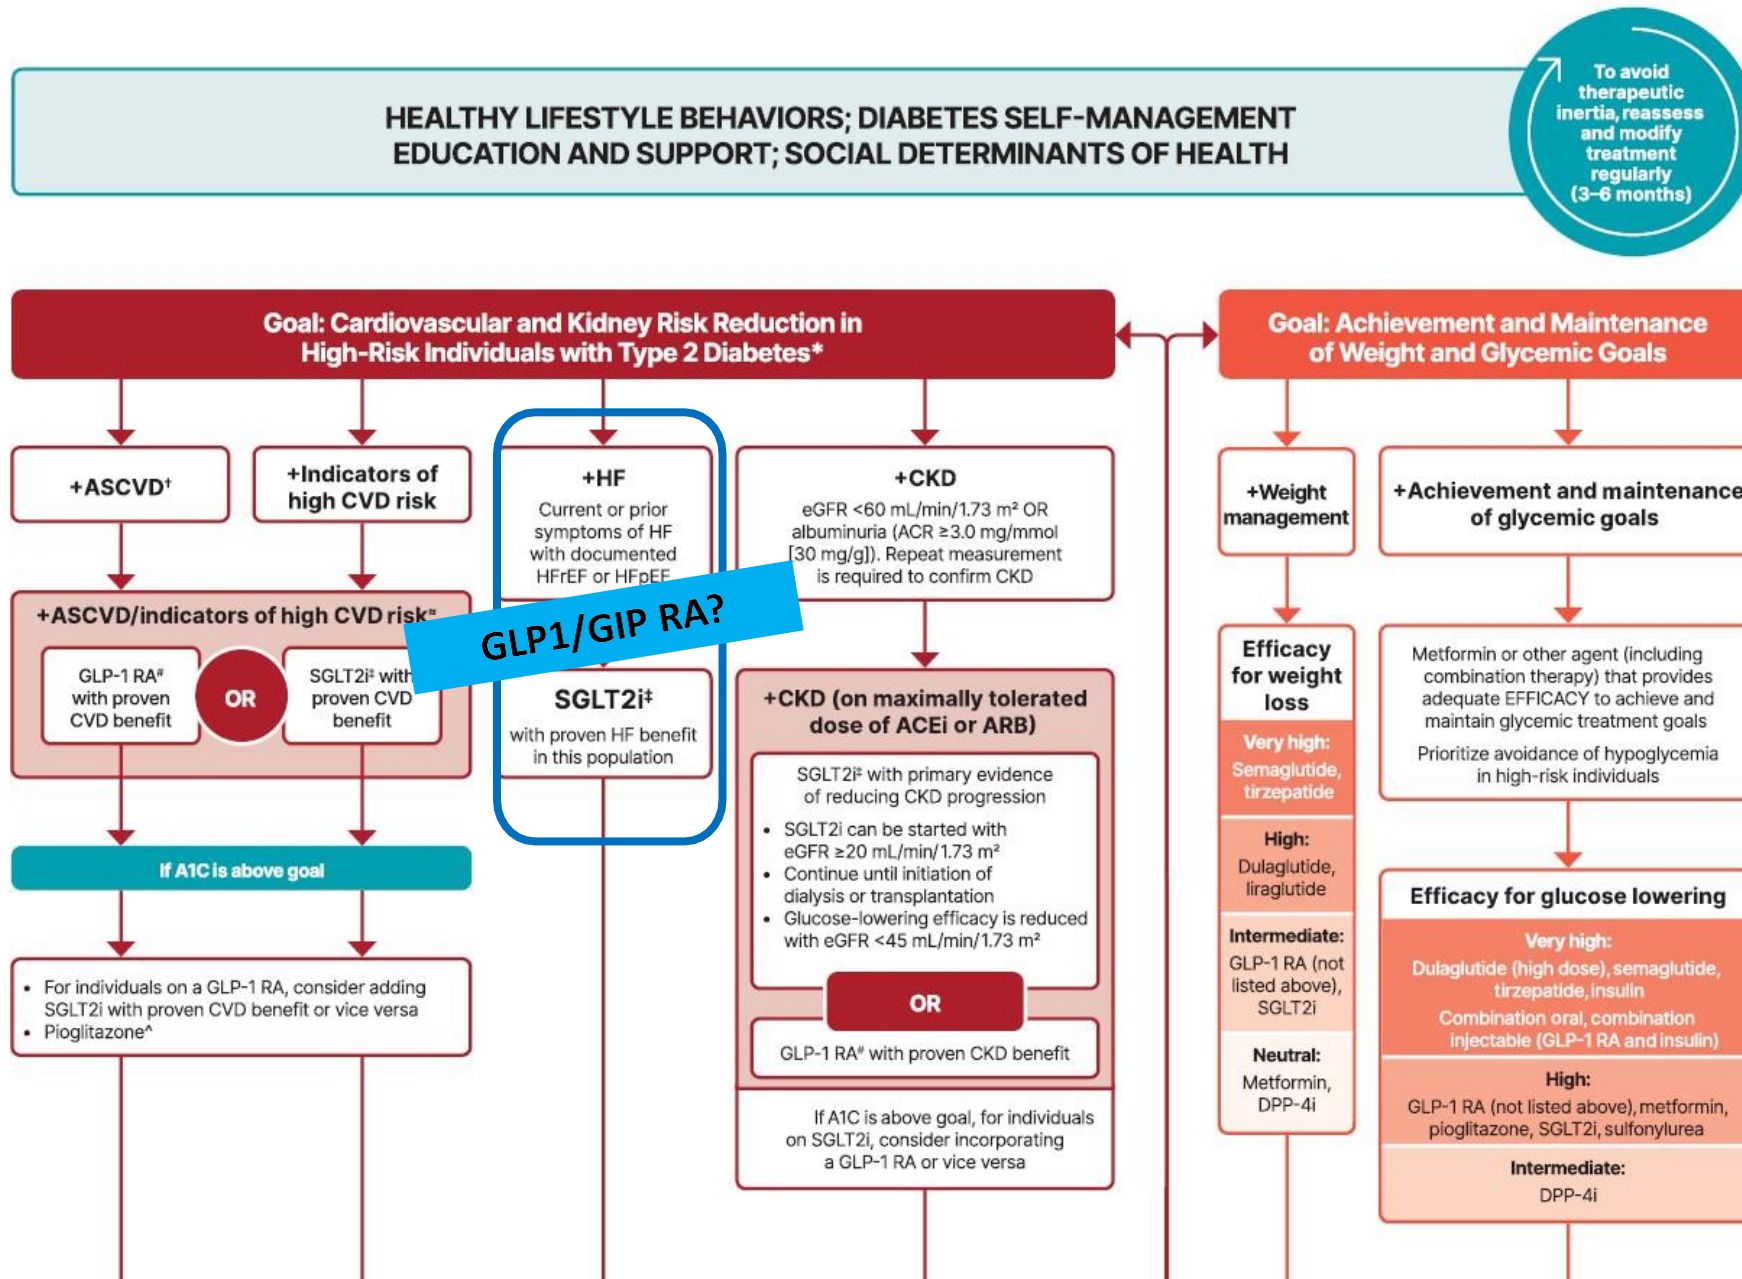 HEALTHY LIFESTYLE BEHAVIORS; DIABETES SELF-MANAGEMENT
EDUCATION AND SUPPORT; SOCIAL DETERMINANTS OF HEALTH
To avoid
therapeutic
inertia, reassess
and modify
treatment
regularly
(3–6 months)
Goal: Cardiovascular and Kidney Risk Reduction in
High-Risk Individuals with Type 2 Diabetes*
+ASCVD†
+Indicators of
high CVD risk
+ASCVD/indicators of high CVD risk≈
GLP-1 RA#
with proven
CVD benefit
OR
SGLT2i‡ with
proven CVD
benefit
If A1C is above goal
• For individuals on a GLP-1 RA, consider adding
SGLT2i with proven CVD benefit or vice versa
• Pioglitazone^
+HF
Current or prior
symptoms of HF
with documented
HFrEF or HFpEF
GLP1/GIP RA?
SGLT2i‡
with proven HF benefit
in this population
+CKD
eGFR <60 mL/min/1.73 m² OR
albuminuria (ACR ≥3.0 mg/mmol
[30 mg/g]). Repeat measurement
is required to confirm CKD
+CKD (on maximally tolerated
dose of ACEi or ARB)
SGLT2i‡ with primary evidence
of reducing CKD progression
• SGLT2i can be started with
eGFR ≥20 mL/min/1.73 m²
• Continue until initiation of
dialysis or transplantation
• Glucose-lowering efficacy is reduced
with eGFR <45 mL/min/1.73 m²
OR
GLP-1 RA# with proven CKD benefit
If A1C is above goal, for individuals
on SGLT2i, consider incorporating
a GLP-1 RA or vice versa
Goal: Achievement and Maintenance
of Weight and Glycemic Goals
+Weight
management
Efficacy
for weight
loss
Very high:
Semaglutide,
tirzepatide
High:
Dulaglutide,
liraglutide
Intermediate:
GLP-1 RA (not
listed above),
SGLT2i
Neutral:
Metformin,
DPP-4i
+Achievement and maintenance
of glycemic goals
Metformin or other agent (including
combination therapy) that provides
adequate EFFICACY to achieve and
maintain glycemic treatment goals
Prioritize avoidance of hypoglycemia
in high-risk individuals
Efficacy for glucose lowering
Very high:
Dulaglutide (high dose), semaglutide,
tirzepatide, insulin
Combination oral, combination
injectable (GLP-1 RA and insulin)
High:
GLP-1 RA (not listed above), metformin,
pioglitazone, SGLT2i, sulfonylurea
Intermediate:
DPP-4i